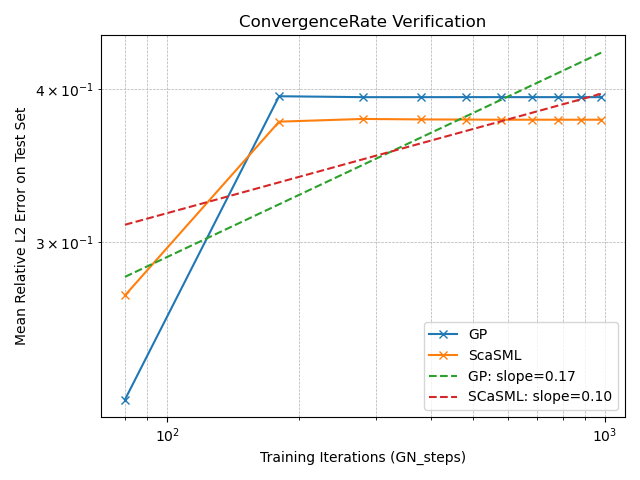 ConvergenceRate Verification
Mean Relative L2 Error on Test Set
4 × 10⁻¹
3 × 10⁻¹
10²
10³
Training Iterations (GN_steps)
GP
ScaSML
GP: slope=0.17
SCaSML: slope=0.10